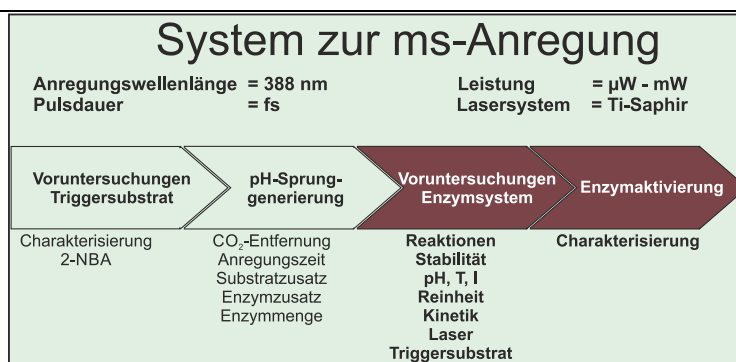 System zur ms-Anregung
Anregungswellenlänge = 388 nm
Pulsdauer = fs
Leistung = µW - mW
Lasersystem = Ti-Saphir
Voruntersuchungen
Triggersubstrat
pH-Sprung-
generierung
Voruntersuchungen
Enzymsystem
Enzymaktivierung
Charakterisierung
2-NBA
CO₂-Entfernung
Anregungszeit
Substratzusatz
Enzymzusatz
Enzymmenge
Reaktionen
Stabilität
pH, T, I
Reinheit
Kinetik
Laser
Triggersubstrat
Charakterisierung